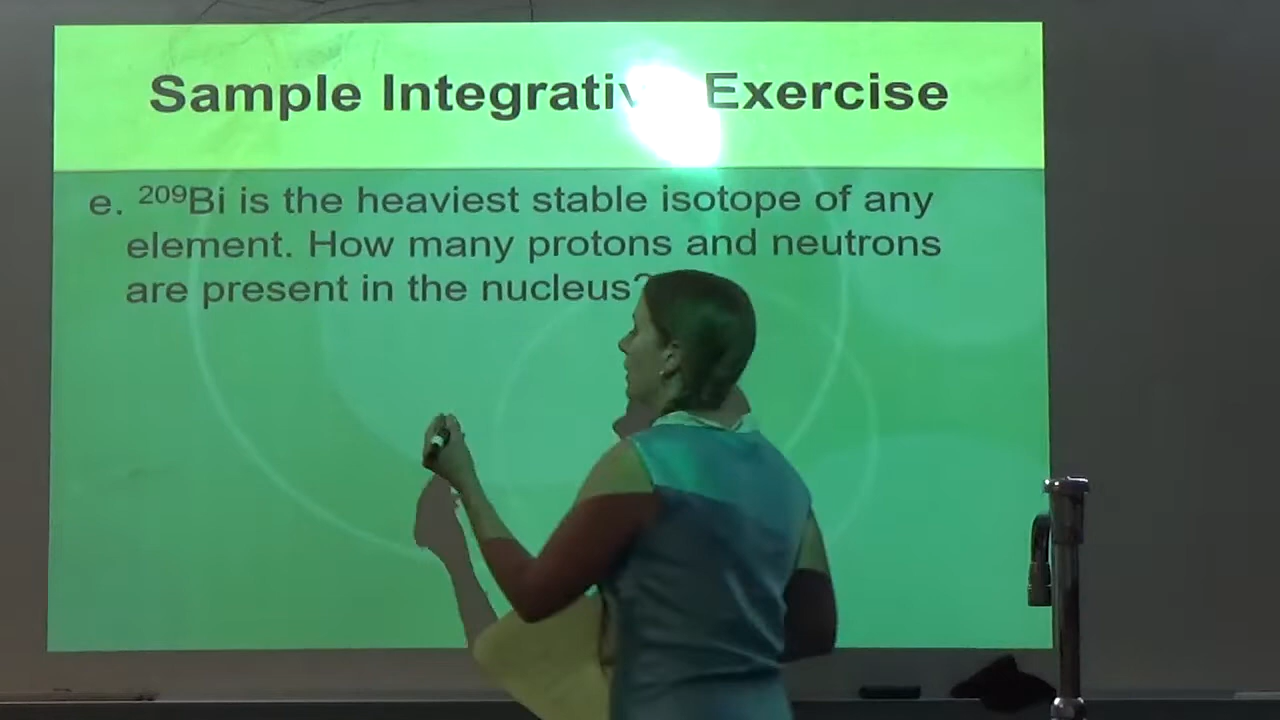 Sample Integrativ Exercise
e. ²⁰⁹Bi is the heaviest stable isotope of any
element. How many protons and neutrons
are present in the nucleus?